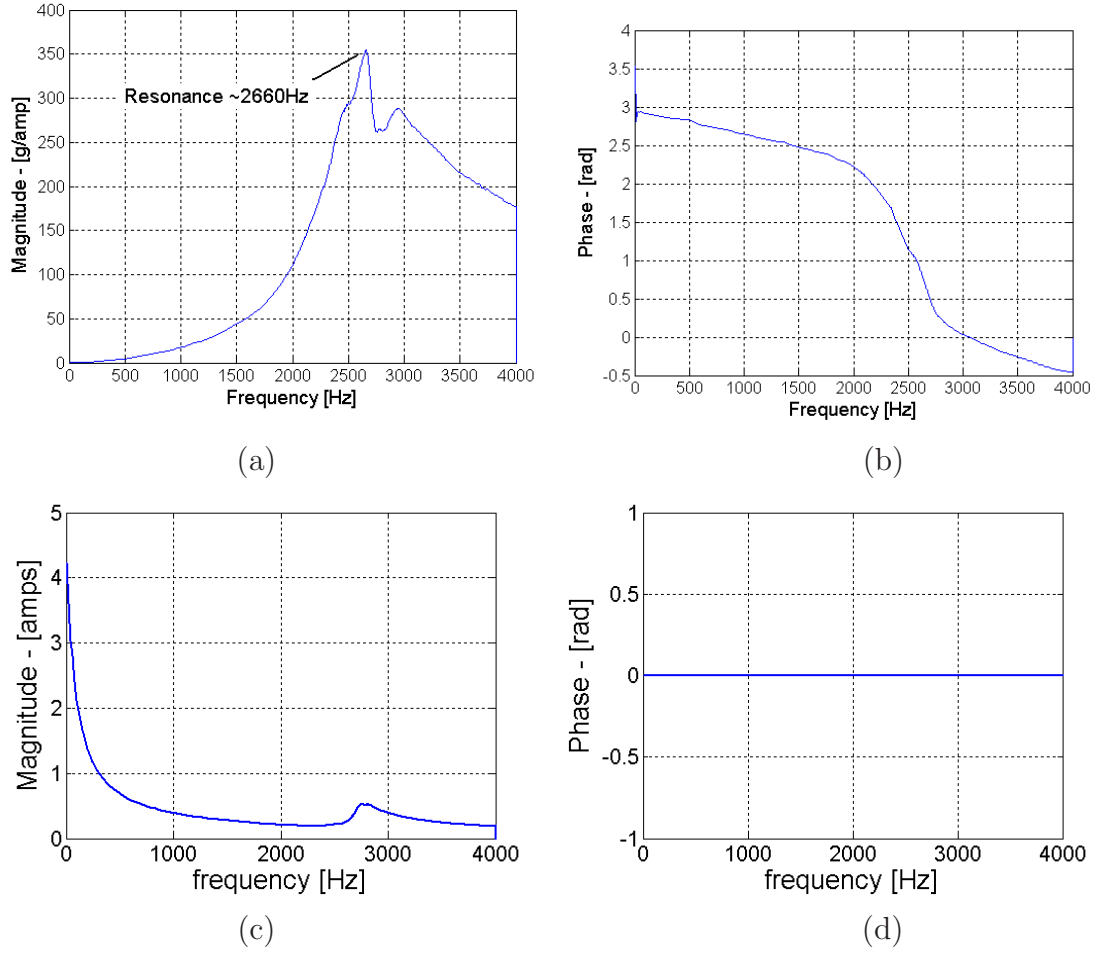 400
350
300
250
200
150
100
50
0
Magnitude - [g/amp]
Resonance ~2660Hz
0 500 1000 1500 2000 2500 3000 3500 4000
Frequency [Hz]
(a)
4
3.5
3
2.5
2
1.5
1
0.5
0
-0.5
Phase - [rad]
500 1000 1500 2000 2500 3000 3500 4000
Frequency [Hz]
(b)
5
4
3
2
1
0
Magnitude - [amps]
0 1000 2000 3000 4000
frequency [Hz]
(c)
1
0.5
0
-0.5
-1
Phase - [rad]
0 1000 2000 3000 4000
frequency [Hz]
(d)